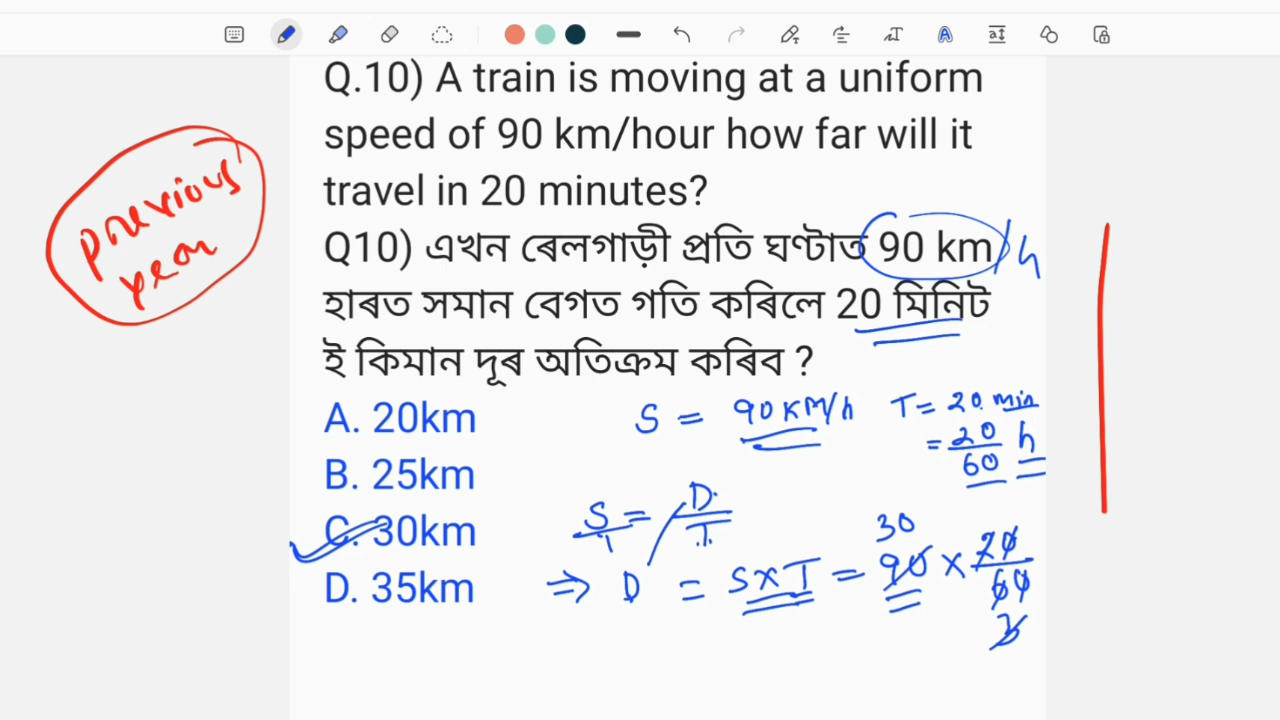 Q.10) A train is moving at a uniform
speed of 90 km/hour how far will it
travel in 20 minutes?
Q10) এখন ৰেলগাড়ী প্ৰতি ঘণ্টাত 90 km/h
হাৰত সমান বেগত গতি কৰিলে 20 মিনিট
ই কিমান দূৰ অতিক্ৰম কৰিব ?
A. 20km
B. 25km
C. 30km
D. 35km
previous
year
S = 90 KM/h
T = 20 min
= 20/60 h
S/1 = D/T
⇒ D = S×T = 90 × 20/60
30
3